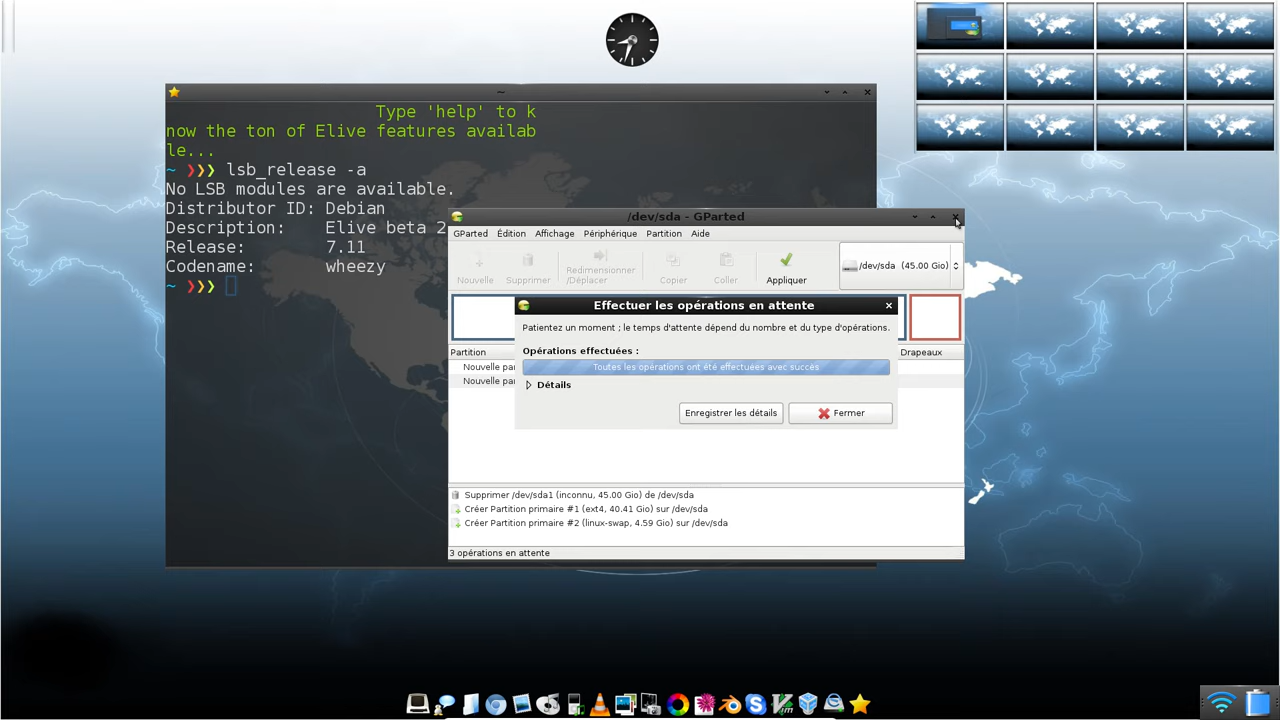 ~
Type 'help' to k
now the ton of Elive features availab
le...
~ ❯❯❯ lsb_release -a
No LSB modules are available.
Distributor ID: Debian
Description: Elive beta 2
Release: 7.11
Codename: wheezy
~ ❯❯❯
/dev/sda - GParted
GParted Édition Affichage Périphérique Partition Aide
Nouvelle Supprimer Redimensionner
/Déplacer Copier Coller Appliquer /dev/sda (45.00 Gio)
Effectuer les opérations en attente
Patientez un moment ; le temps d'attente dépend du nombre et du type d'opérations.
Opérations effectuées :
Toutes les opérations ont été effectuées avec succès
Détails
Enregistrer les détails Fermer
Partition Drapeaux
Nouvelle pa
Nouvelle pa
Supprimer /dev/sda1 (inconnu, 45.00 Gio) de /dev/sda
Créer Partition primaire #1 (ext4, 40.41 Gio) sur /dev/sda
Créer Partition primaire #2 (linux-swap, 4.59 Gio) sur /dev/sda
3 opérations en attente